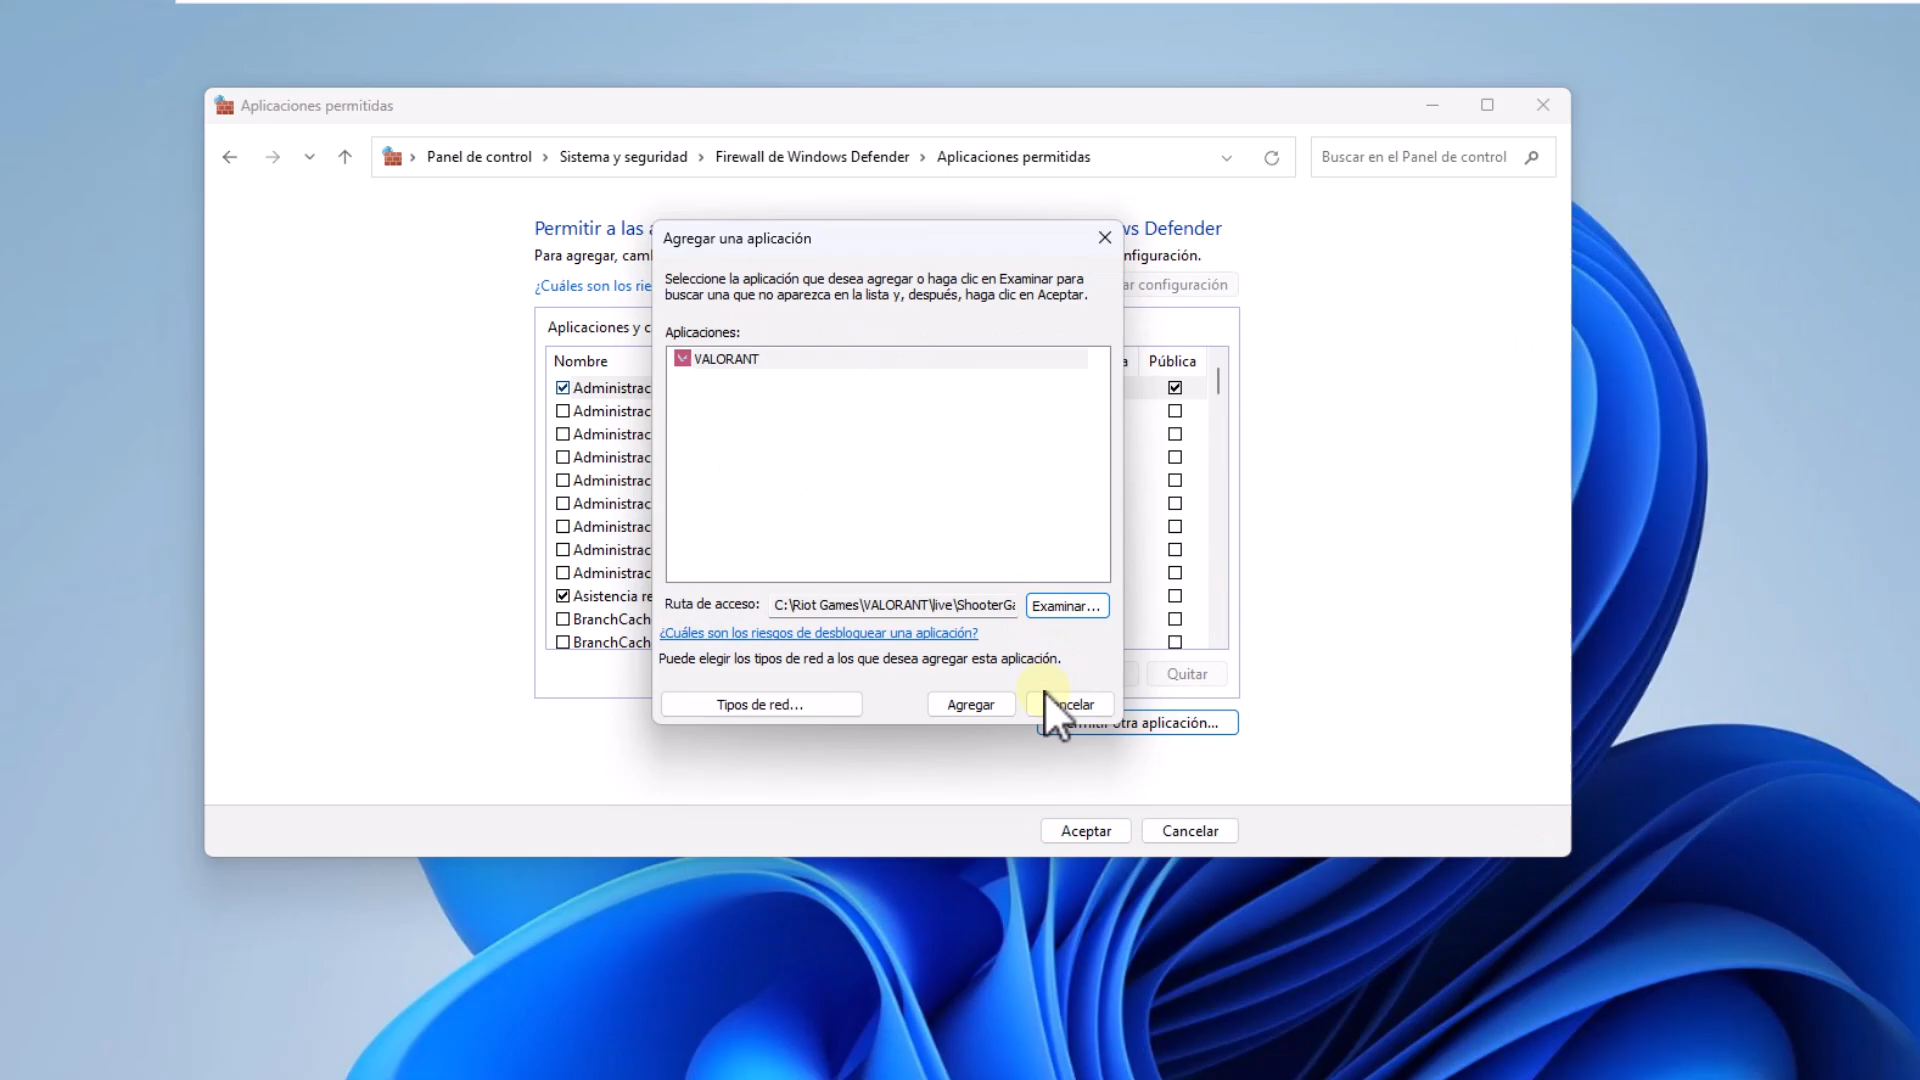 Aplicaciones permitidas
Panel de control › Sistema y seguridad › Firewall de Windows Defender › Aplicaciones permitidas
Buscar en el Panel de control
Permitir a las
ws Defender
Para agregar, caml
nfiguración.
¿Cuáles son los rie
ar configuración
Aplicaciones y c
Nombre
a
Pública
Administrac
Administrac
Administrac
Administrac
Administrac
Administrac
Administrac
Administrac
Administrac
Asistencia re
BranchCach
BranchCach
Quitar
otra aplicación...
Agregar una aplicación
Seleccione la aplicación que desea agregar o haga clic en Examinar para
buscar una que no aparezca en la lista y, después, haga clic en Aceptar.
Aplicaciones:
VALORANT
Ruta de acceso: C:\Riot Games\VALORANT\live\ShooterGa
Examinar...
¿Cuáles son los riesgos de desbloquear una aplicación?
Puede elegir los tipos de red a los que desea agregar esta aplicación.
Tipos de red...
Agregar
ncelar
Aceptar
Cancelar